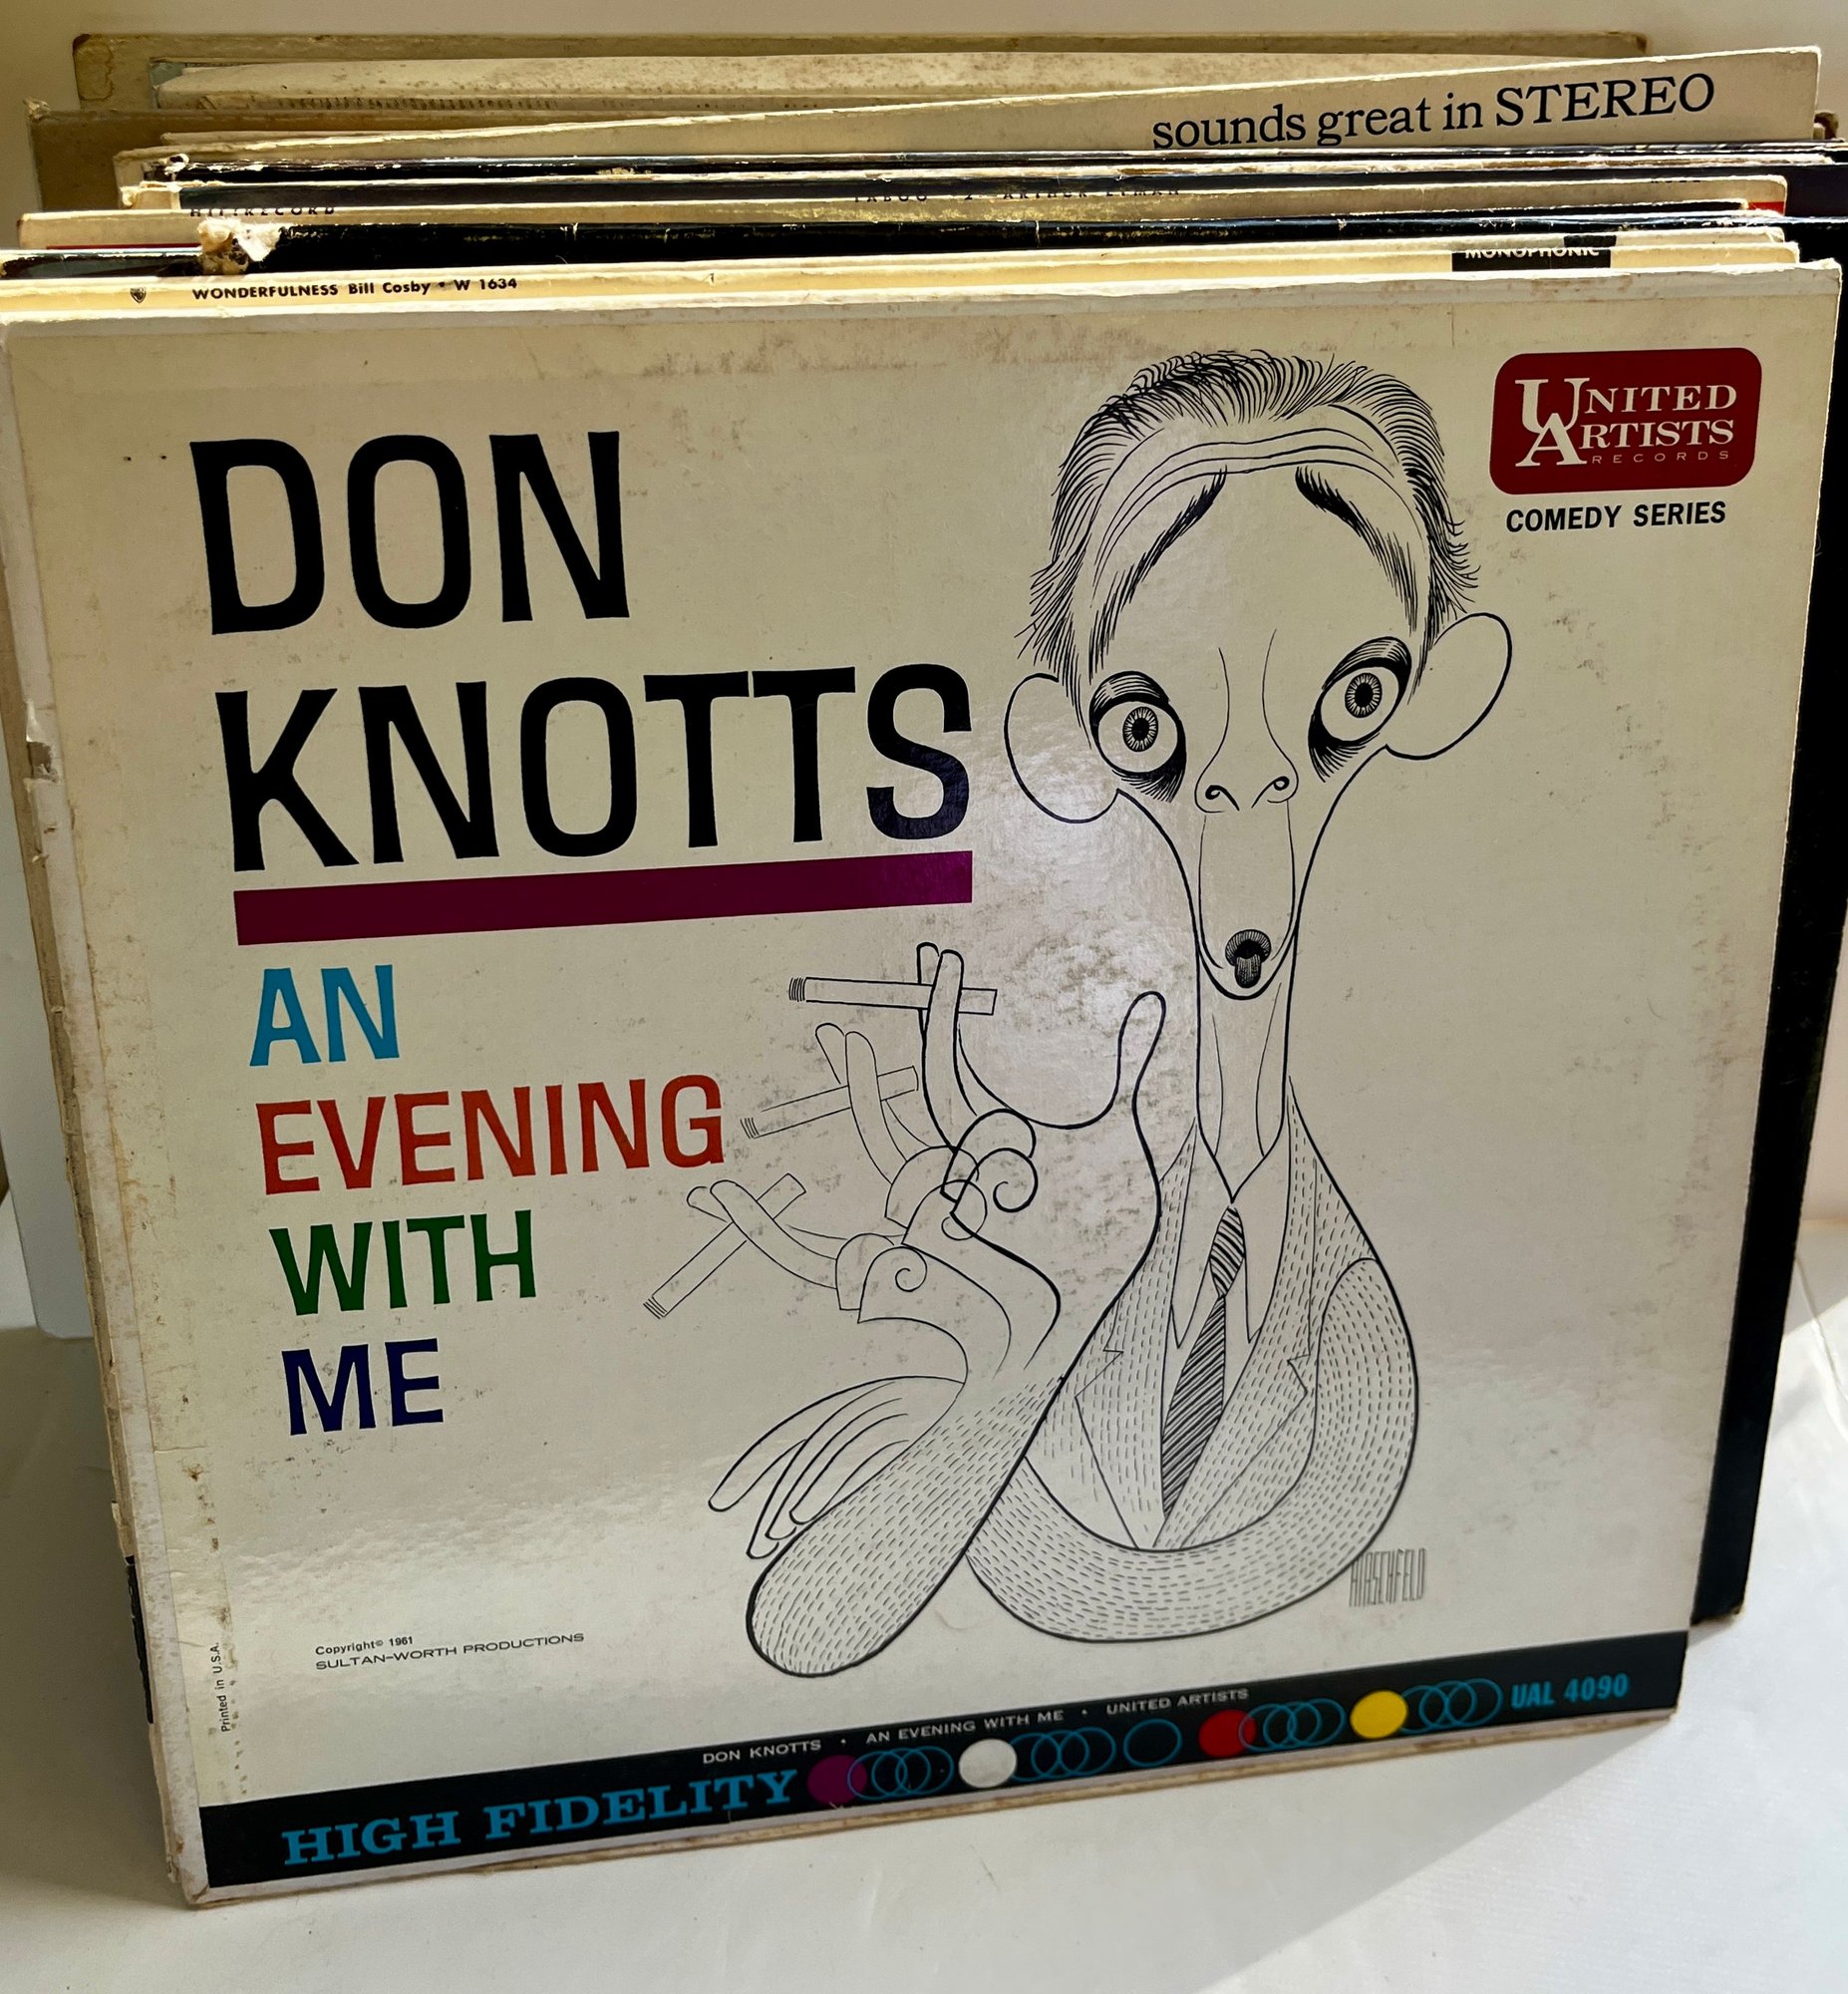 sounds great in STEREO
MONOPHONIC
WONDERFULNESS Bill Cosby • W 1634
UNITED
ARTISTS
RECORDS
COMEDY SERIES
DON
KNOTTS
AN
EVENING
WITH
ME
HIRSCHFELD
Copyright© 1961
SULTAN-WORTH PRODUCTIONS
Printed in U.S.A.
DON KNOTTS • AN EVENING WITH ME • UNITED ARTISTS
HIGH FIDELITY
UAL 4090